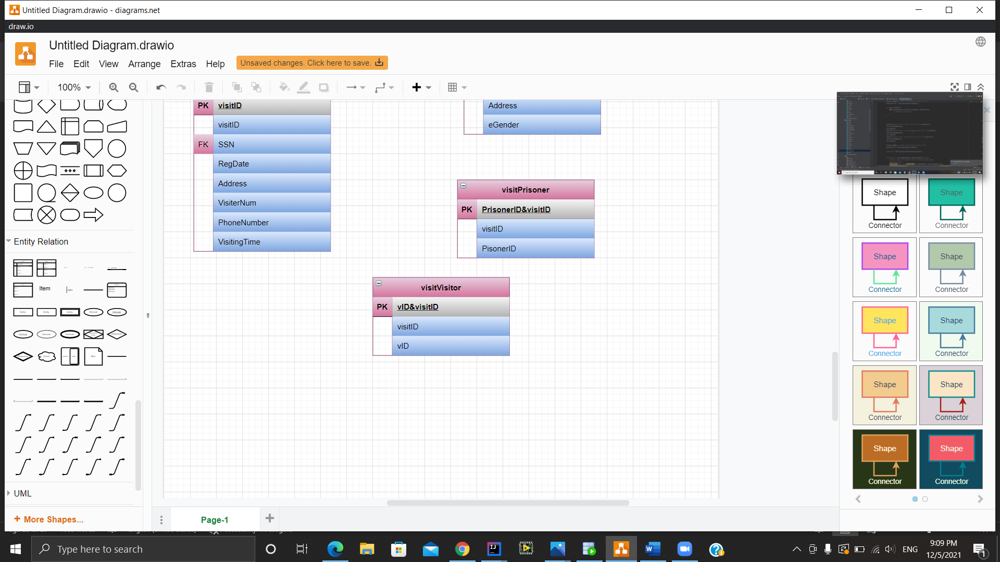 Untitled Diagram.drawio - diagrams.net
draw.io
Untitled Diagram.drawio
File Edit View Arrange Extras Help Unsaved changes. Click here to save.
100%
PK visitID
visitID
FK SSN
RegDate
Address
VisiterNum
PhoneNumber
VisitingTime
Address
eGender
visitPrisoner
PK PrisonerID&visitID
visitID
PisonerID
visitVisitor
PK vID&visitID
visitID
vID
Entity Relation
Item
UML
+ More Shapes...
Page-1
Shape
Connector
Shape
Connector
Shape
Connector
Shape
Connector
Shape
Connector
Shape
Connector
Shape
Connector
Shape
Connector
Shape
Connector
Shape
Connector
Type here to search
ENG
9:09 PM
12/5/2021
1